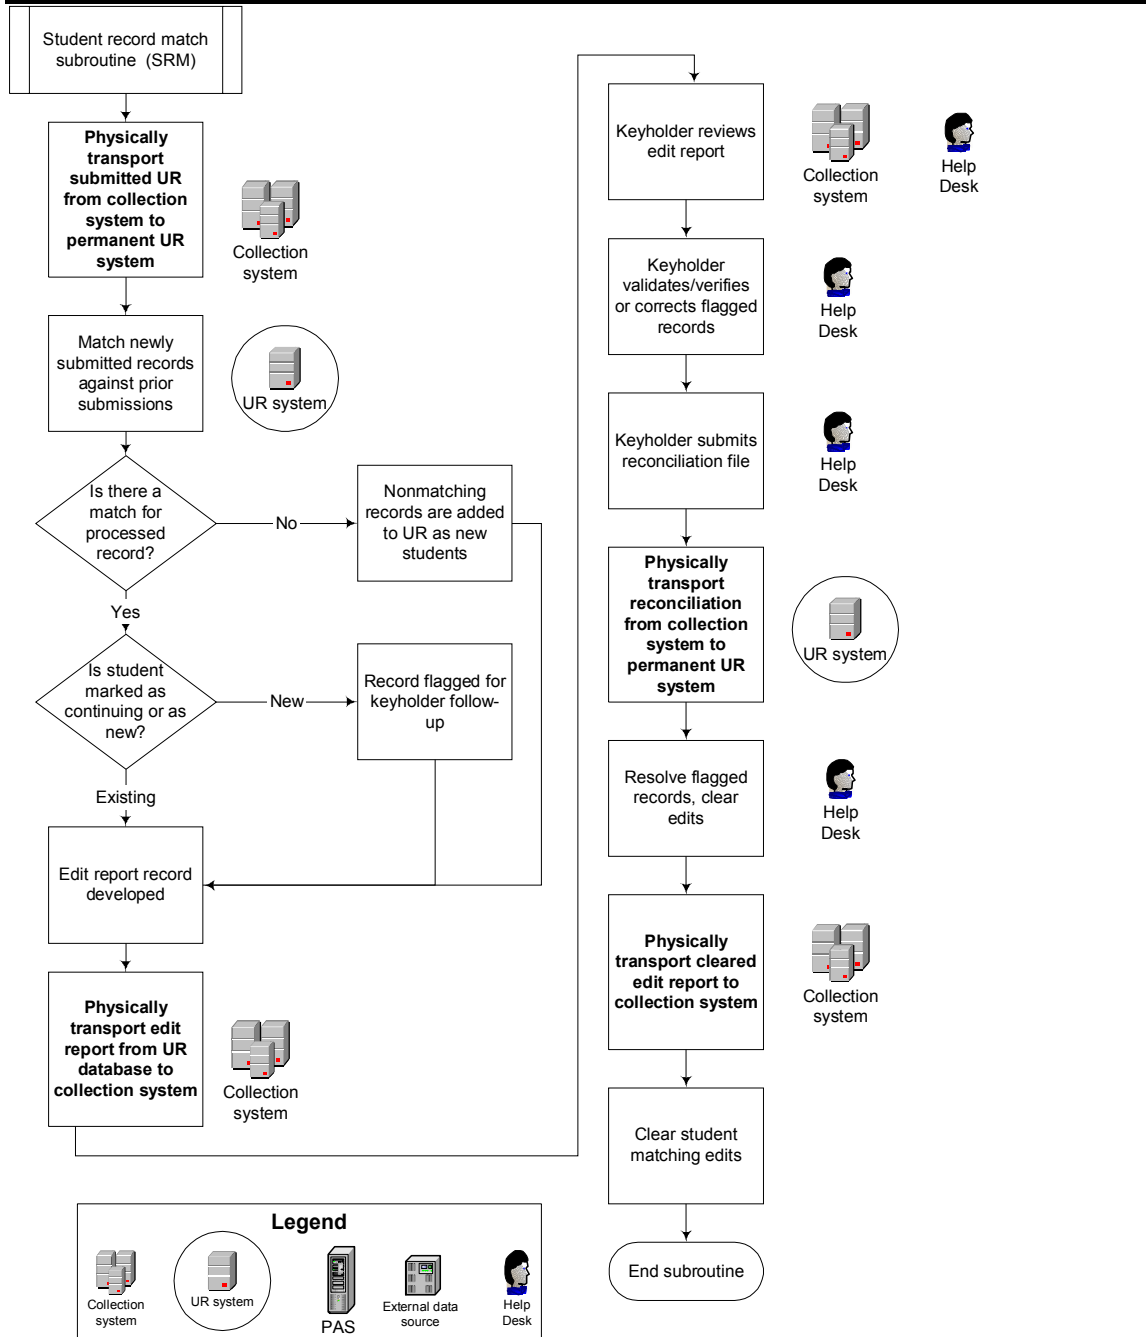 Student record match
subroutine (SRM)
Physically
transport
submitted UR
from collection
system to
permanent UR
system
Collection
system
Match newly
submitted records
against prior
submissions
UR system
Is there a
match for
processed
record?
No
Nonmatching
records are added
to UR as new
students
Yes
Is student
marked as
continuing or as
new?
New
Record flagged for
keyholder follow-
up
Existing
Edit report record
developed
Physically
transport edit
report from UR
database to
collection system
Collection
system
Keyholder reviews
edit report
Collection
system
Help
Desk
Keyholder
validates/verifies
or corrects flagged
records
Help
Desk
Keyholder submits
reconciliation file
Help
Desk
Physically
transport
reconciliation
from collection
system to
permanent UR
system
UR system
Resolve flagged
records, clear
edits
Help
Desk
Physically
transport cleared
edit report to
collection system
Collection
system
Clear student
matching edits
End subroutine
Legend
Collection
system
UR system
PAS
External data
source
Help
Desk